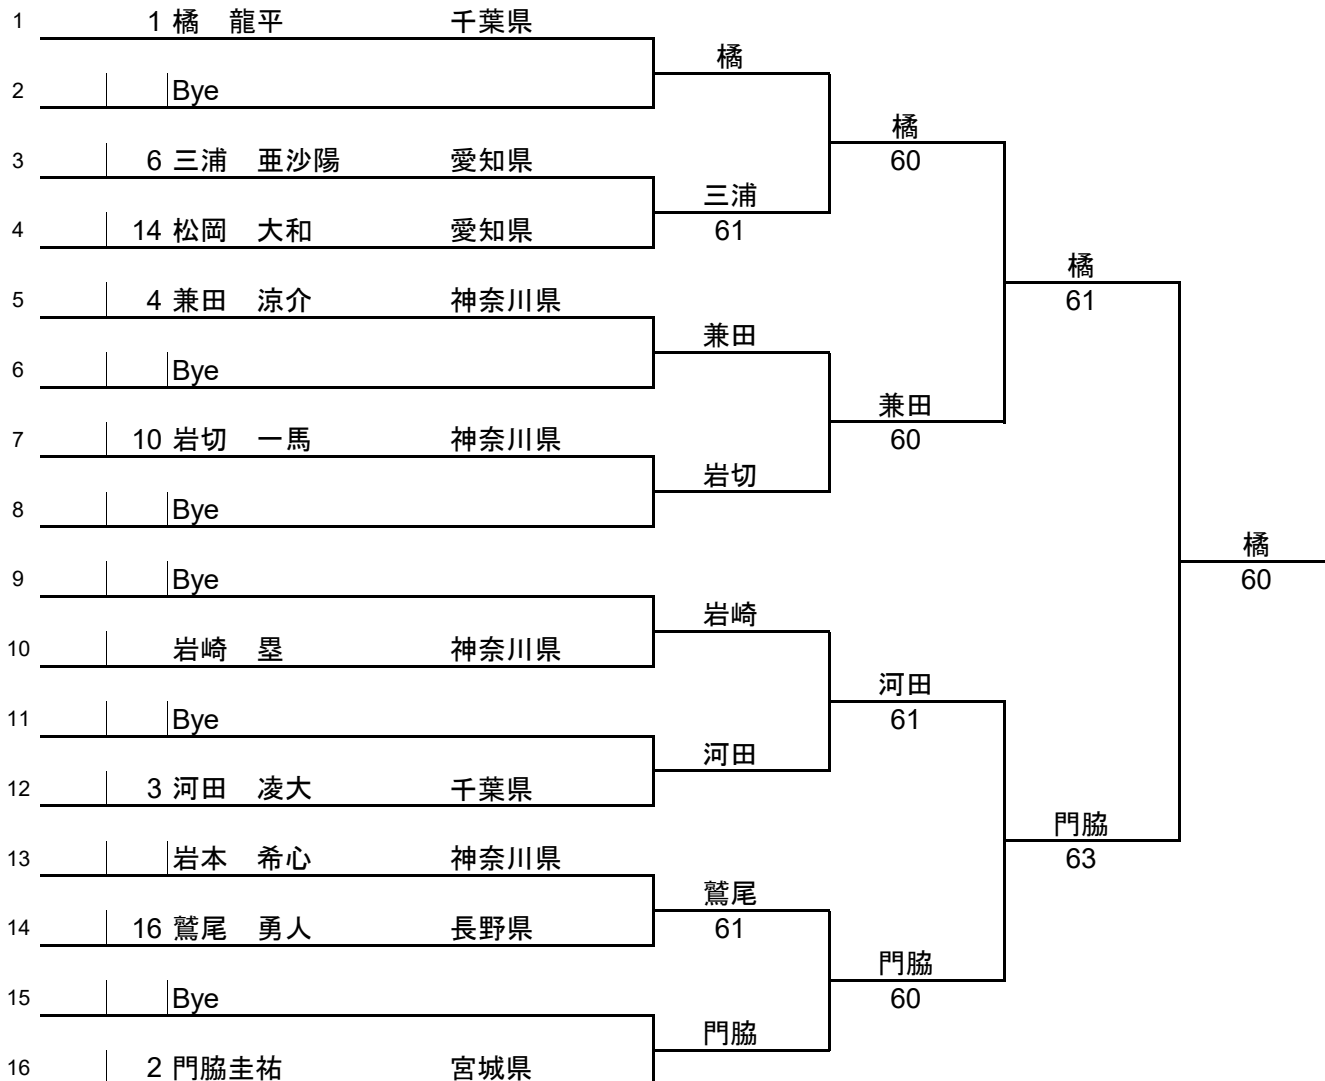 1 1 橘　龍平 千葉県
橘
2 Bye
橘
3 6 三浦　亜沙陽 愛知県
60
三浦
4 14 松岡　大和 愛知県
61
橘
5 4 兼田　涼介 神奈川県
61
兼田
6 Bye
兼田
7 10 岩切　一馬 神奈川県
60
岩切
8 Bye
橘
9 Bye
60
岩崎
10 岩崎　塁 神奈川県
河田
11 Bye
61
河田
12 3 河田　凌大 千葉県
門脇
13 岩本　希心 神奈川県
63
鷲尾
14 16 鷲尾　勇人 長野県
61
門脇
15 Bye
60
門脇
16 2 門脇圭祐 宮城県